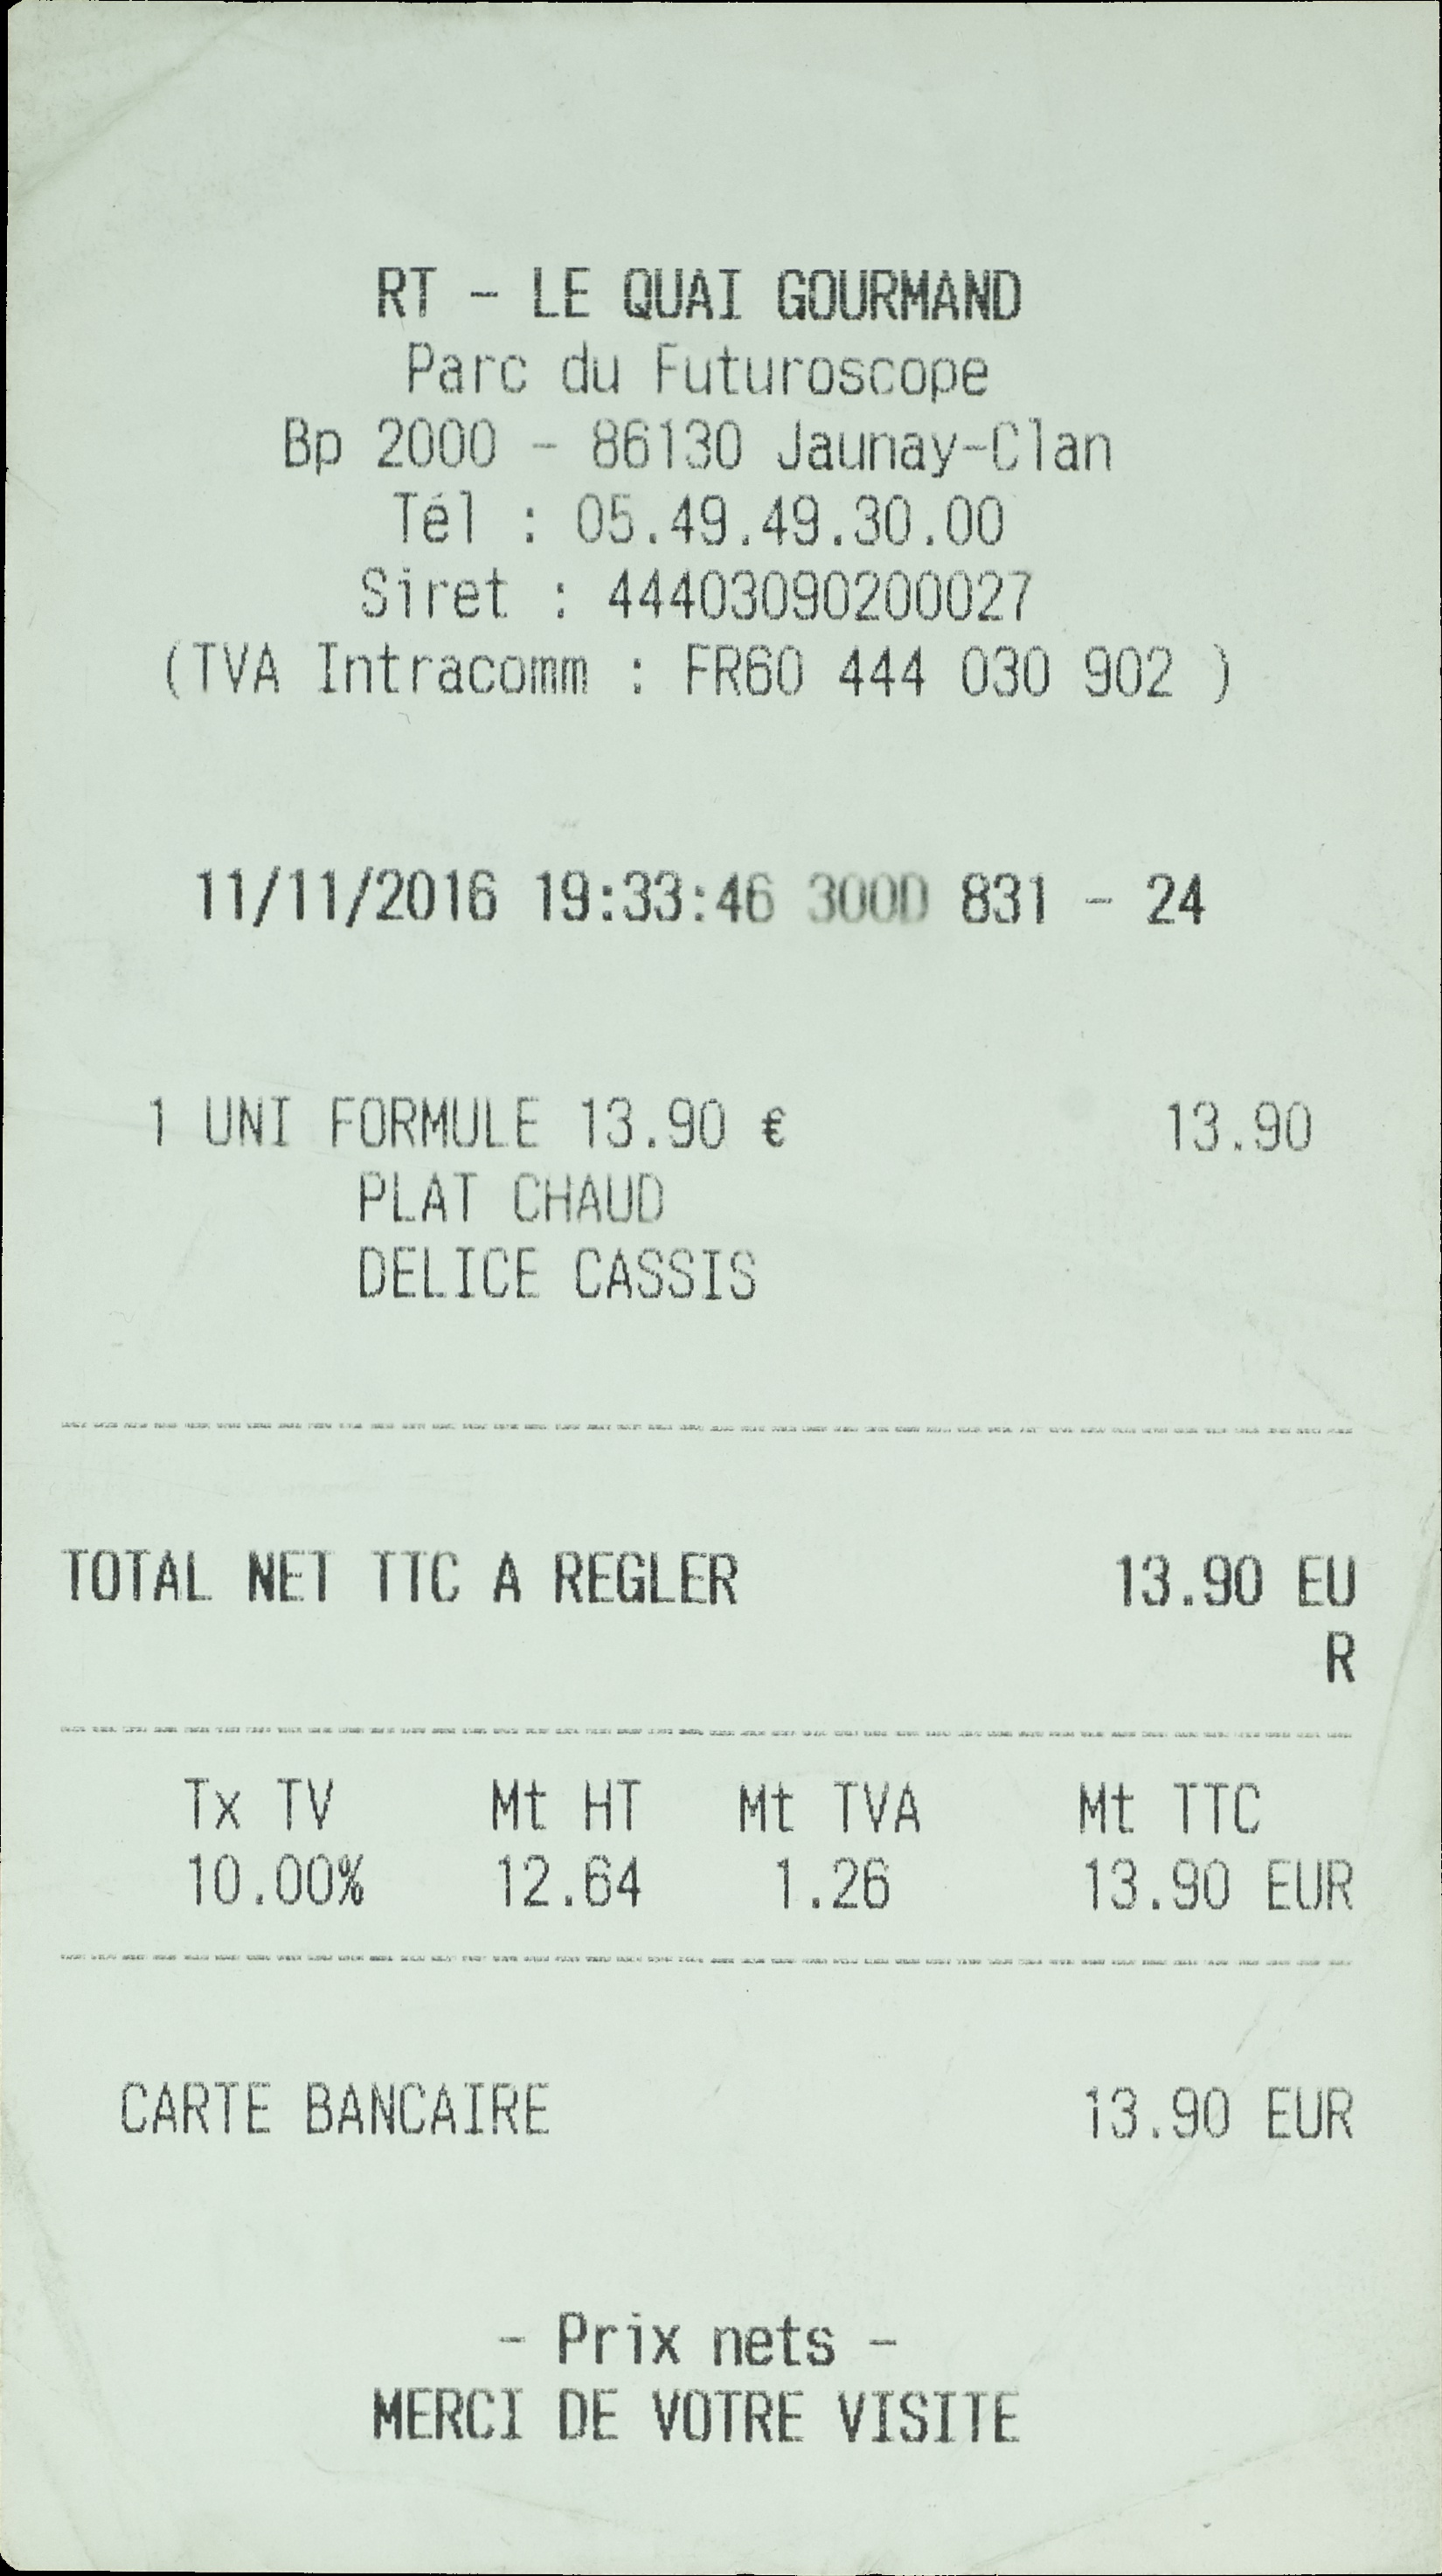 RT - LE QUAI GOURMAND
Parc du Futuroscope
Bp 2000 - 86130 Jaunay-Clan
Tél : 05.49.49.30.00
Siret : 44403090200027
(TVA Intracomm : FR60 444 030 902 )
11/11/2016 19:33:46 300D 831 - 24
1 UNI FORMULE 13.90 € 13.90
PLAT CHAUD
DELICE CASSIS
TOTAL NET TTC A REGLER 13.90 EU
R
Tx TV Mt HT Mt TVA Mt TTC
10.00% 12.64 1.26 13.90 EUR
CARTE BANCAIRE 13.90 EUR
- Prix nets -
MERCI DE VOTRE VISITE